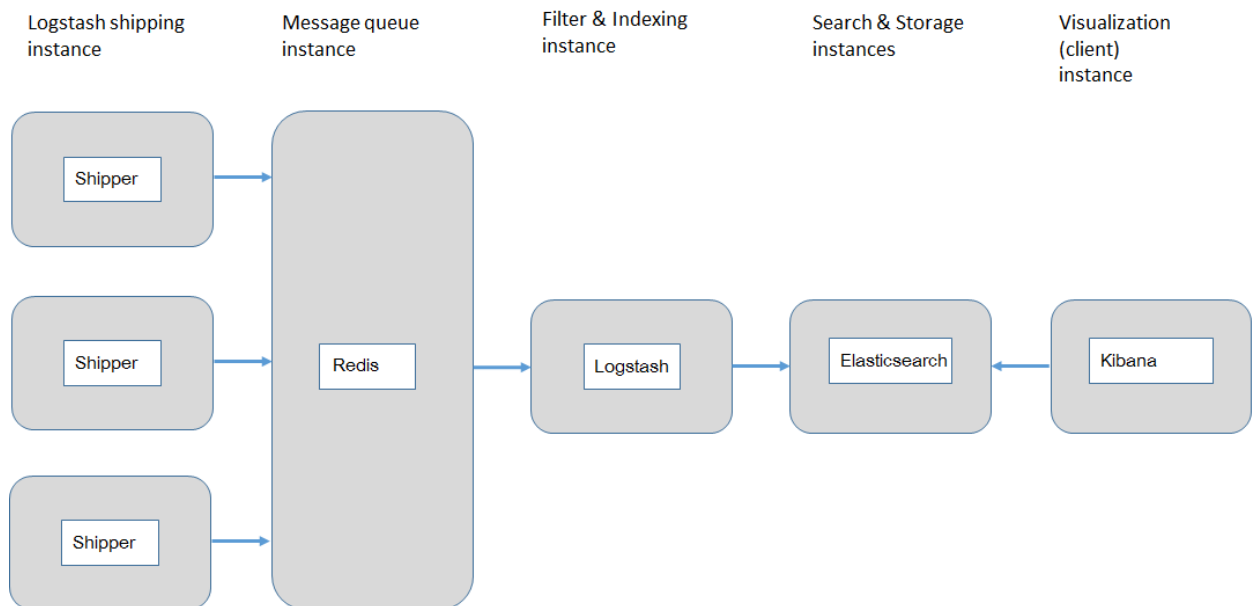 Logstash shipping
instance
Message queue
instance
Filter & Indexing
instance
Search & Storage
instances
Visualization
(client)
instance
Shipper
Shipper
Redis
Logstash
Elasticsearch
Kibana
Shipper